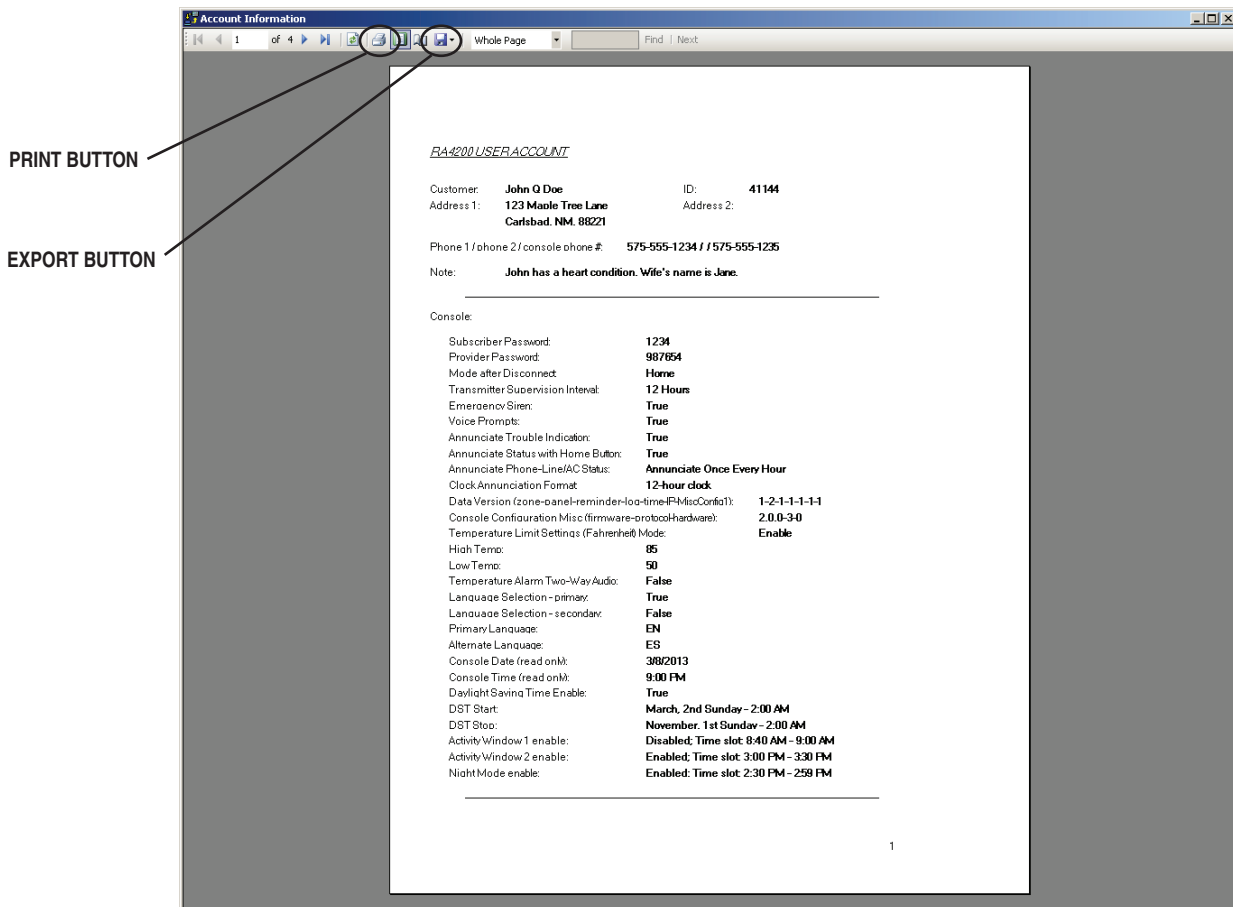 Account Information
1 of 4 Whole Page Find | Next
PRINT BUTTON
EXPORT BUTTON
RA4200 USER ACCOUNT
Customer: John Q Doe ID: 41144
Address 1: 123 Maple Tree Lane Address 2:
Carlsbad, NM, 88221
Phone 1 / phone 2 / console phone #: 575-555-1234 / / 575-555-1235
Note: John has a heart condition. Wife's name is Jane.
Console:
Subscriber Password: 1234
Provider Password: 987654
Mode after Disconnect: Home
Transmitter Supervision Interval: 12 Hours
Emergency Siren: True
Voice Prompts: True
Annunciate Trouble Indication: True
Annunciate Status with Home Button: True
Annunciate Phone-Line/AC Status: Annunciate Once Every Hour
Clock Annunciation Format: 12-hour clock
Data Version (zone-panel-reminder-log-time-IP-MiscConfig1): 1-2-1-1-1-1-1
Console Configuration Misc (firmware-protocol-hardware): 2.0.0-3-0
Temperature Limit Settings (Fahrenheit) Mode: Enable
High Temp: 85
Low Temp: 50
Temperature Alarm Two-Way Audio: False
Language Selection - primary: True
Language Selection - secondary: False
Primary Language: EN
Alternate Language: ES
Console Date (read only): 3/8/2013
Console Time (read only): 9:00 PM
Daylight Saving Time Enable: True
DST Start: March, 2nd Sunday - 2:00 AM
DST Stop: November, 1st Sunday - 2:00 AM
Activity Window 1 enable: Disabled; Time slot: 8:40 AM - 9:00 AM
Activity Window 2 enable: Enabled; Time slot: 3:00 PM - 3:30 PM
Night Mode enable: Enabled; Time slot: 2:30 PM - 2:59 PM
1